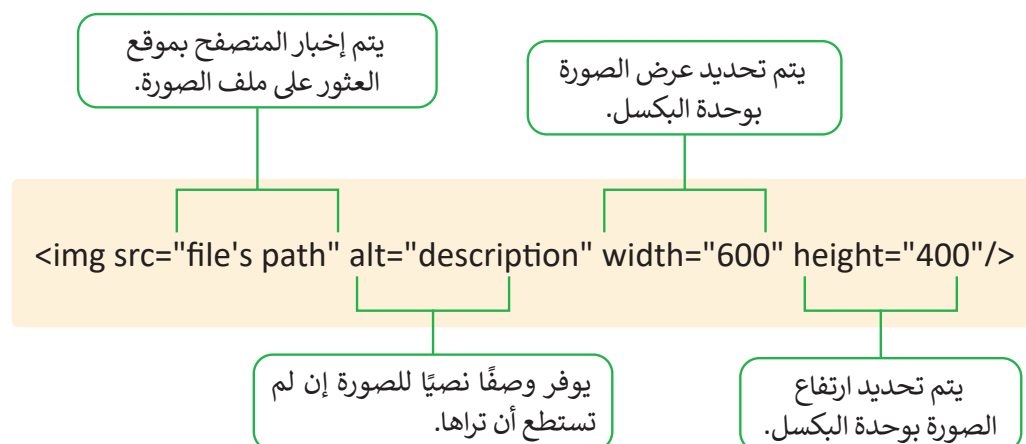 يتم إخبار المتصفح بموقع
العثور على ملف الصورة.
يتم تحديد عرض الصورة
بوحدة البكسل.
<img src="file's path" alt="description" width="600" height="400"/>
يوفر وصفًا نصيًا للصورة إن لم
تستطع أن تراها.
يتم تحديد ارتفاع
الصورة بوحدة البكسل.